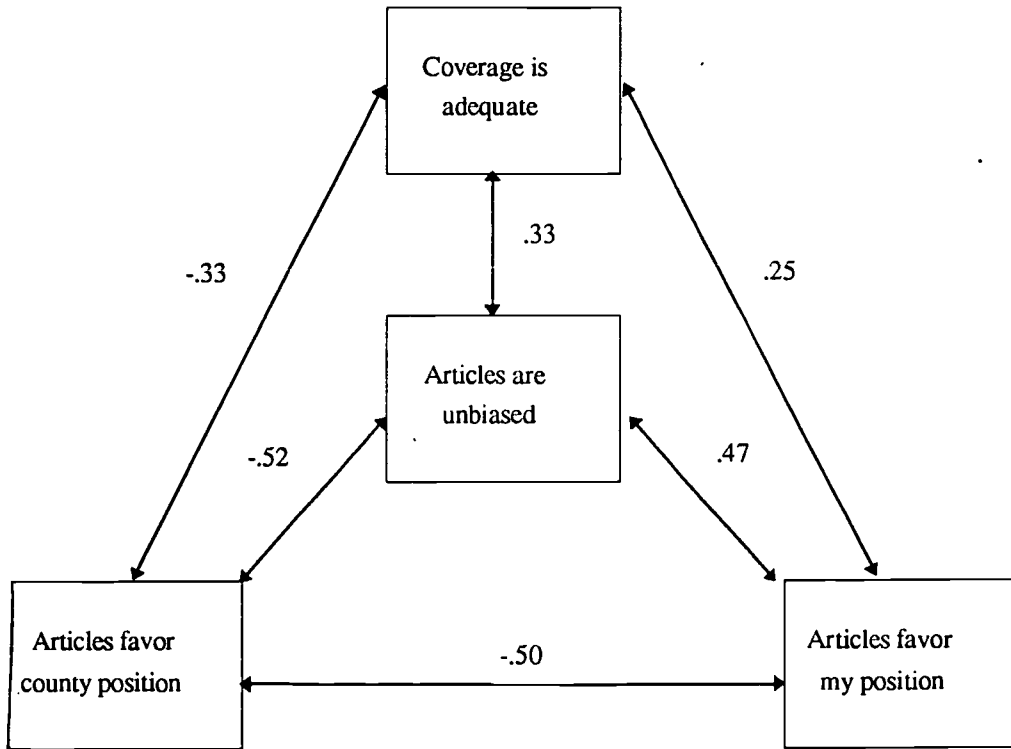 Coverage is
adequate
-.33
.33
.25
Articles are
unbiased
-.52
.47
Articles favor
county position
-.50
Articles favor
my position